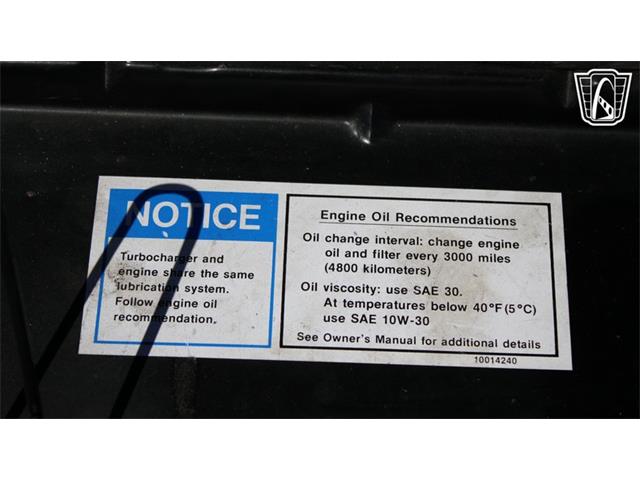 NOTICE
Turbocharger and
engine share the same
lubrication system.
Follow engine oil
recommendation.
Engine Oil Recommendations
Oil change interval: change engine
oil and filter every 3000 miles
(4800 kilometers)
Oil viscosity: use SAE 30.
At temperatures below 40°F (5°C)
use SAE 10W-30
See Owner's Manual for additional details
10014240